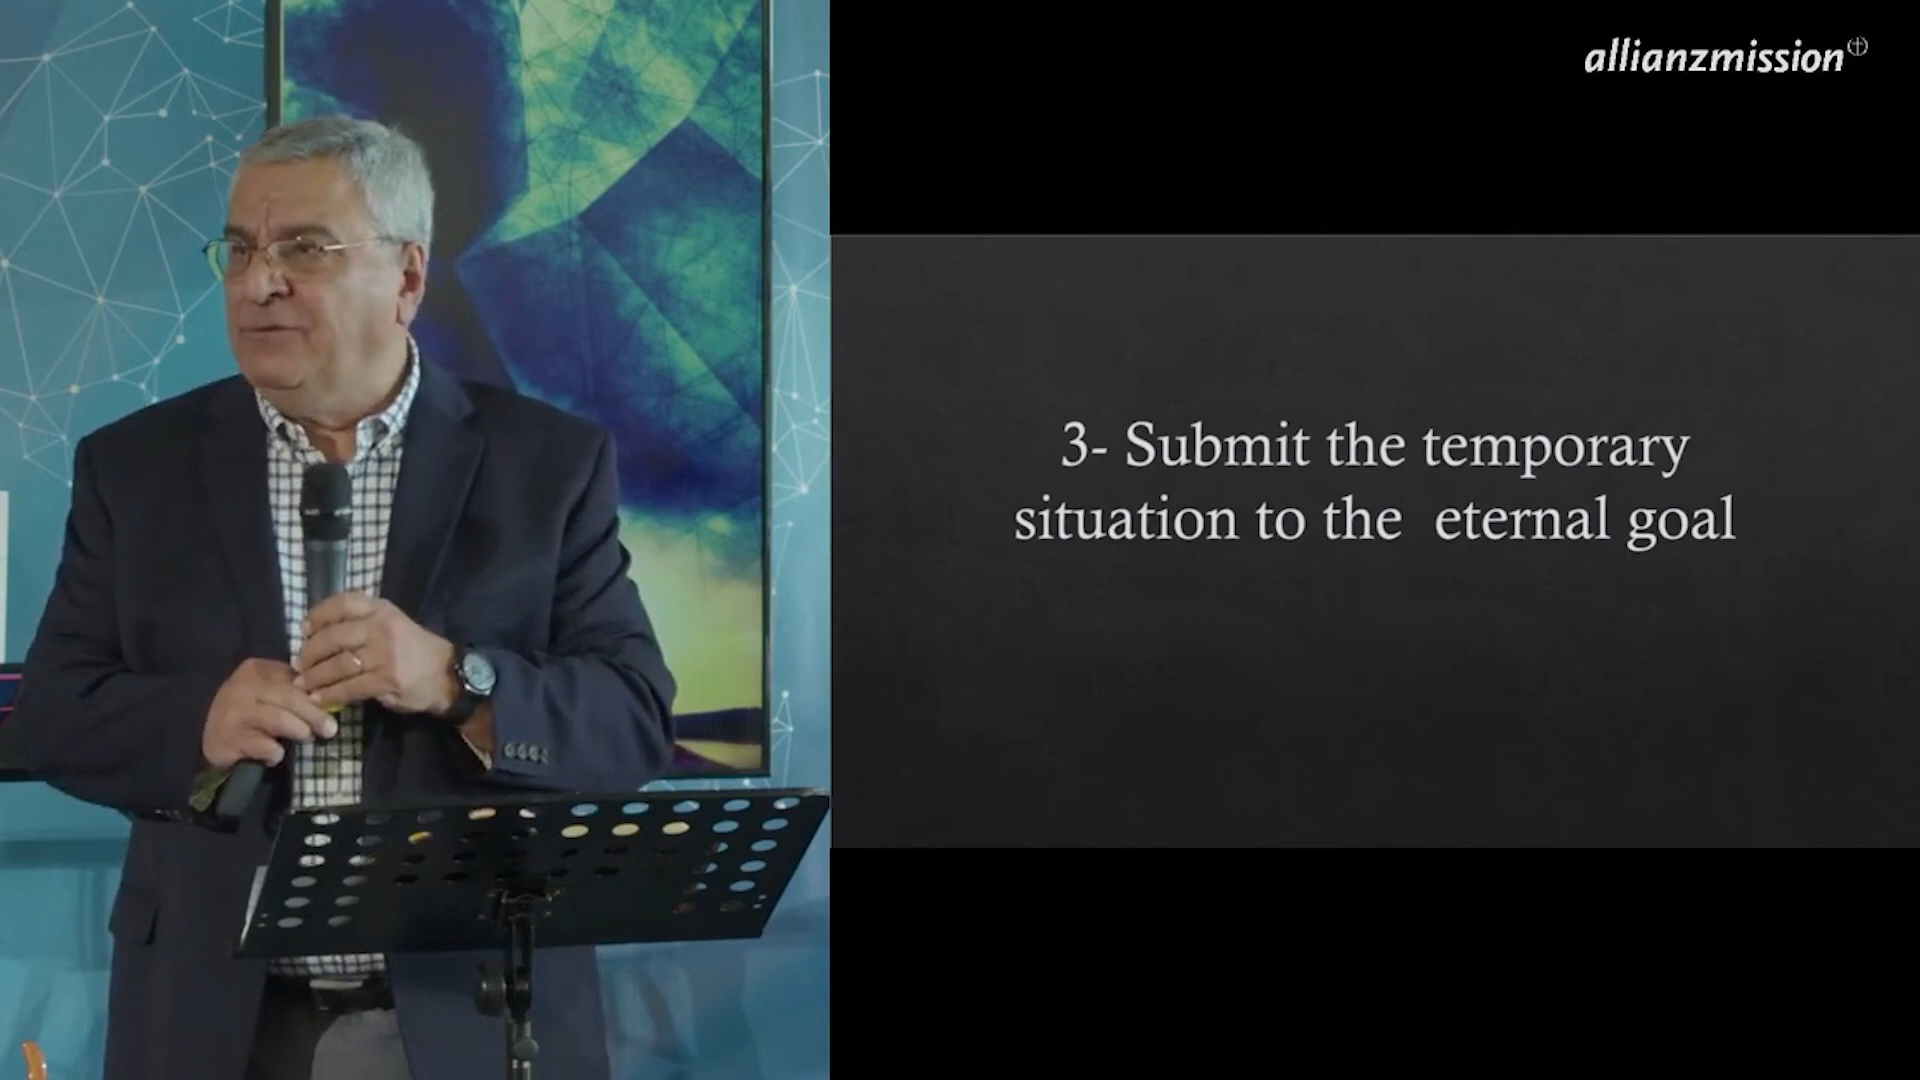 allianzmission
3- Submit the temporary
situation to the  eternal goal